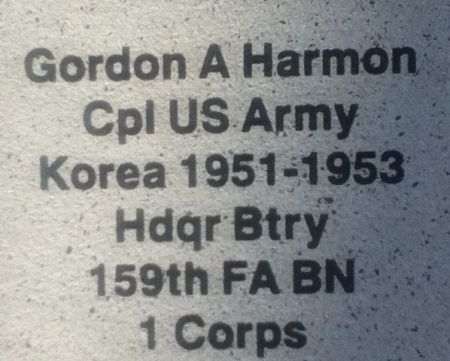 Gordon A Harmon
Cpl US Army
Korea 1951-1953
Hdqr Btry
159th FA BN
1 Corps